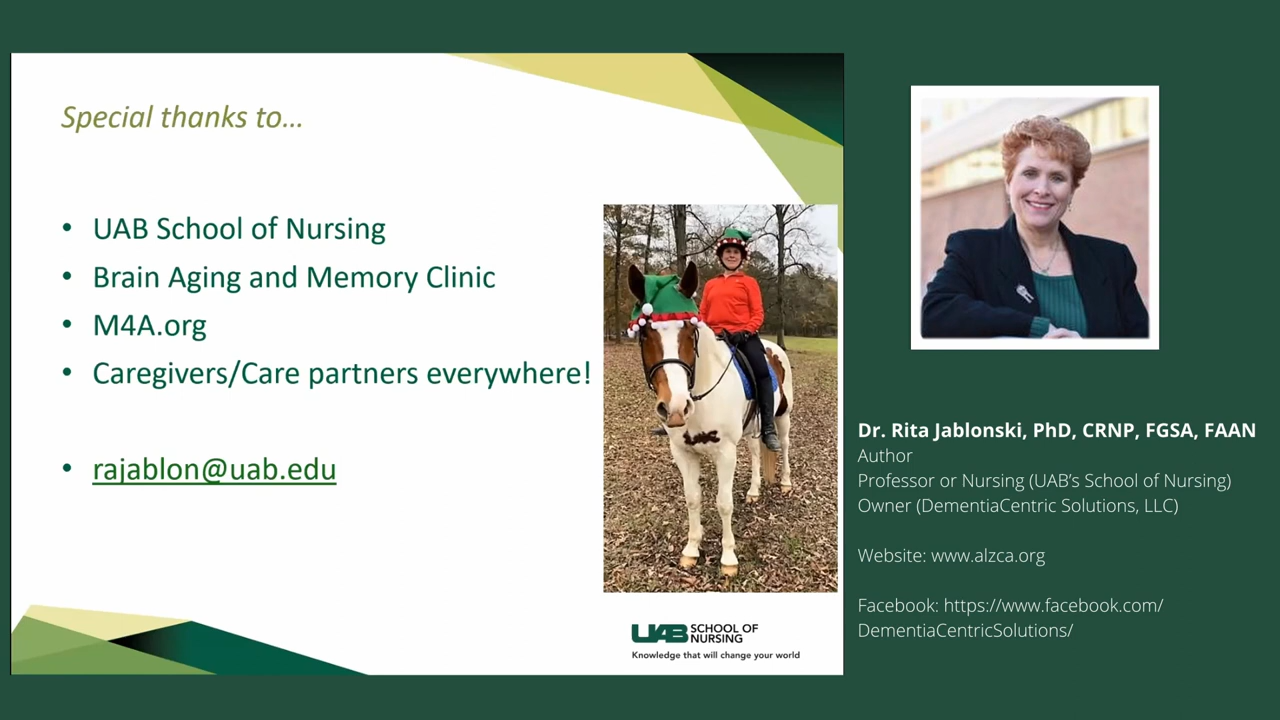 Special thanks to...
• UAB School of Nursing
• Brain Aging and Memory Clinic
• M4A.org
• Caregivers/Care partners everywhere!
• rajablon@uab.edu
UAB SCHOOL OF NURSING
Knowledge that will change your world
Dr. Rita Jablonski, PhD, CRNP, FGSA, FAAN
Author
Professor or Nursing (UAB’s School of Nursing)
Owner (DementiaCentric Solutions, LLC)
Website: www.alzca.org
Facebook: https://www.facebook.com/
DementiaCentricSolutions/